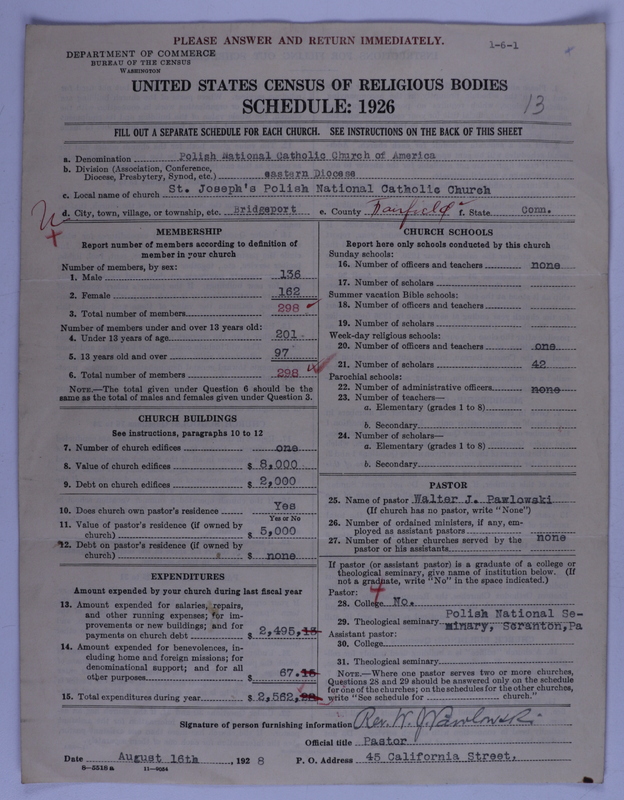 PLEASE ANSWER AND RETURN IMMEDIATELY.
1-6-1
DEPARTMENT OF COMMERCE
BUREAU OF THE CENSUS
WASHINGTON
UNITED STATES CENSUS OF RELIGIOUS BODIES
SCHEDULE: 1926
13
FILL OUT A SEPARATE SCHEDULE FOR EACH CHURCH. SEE INSTRUCTIONS ON THE BACK OF THIS SHEET
a. Denomination Polish National Catholic Church of America
b. Division (Association, Conference,
Diocese, Presbytery, Synod, etc.) eastern Diocese
c. Local name of church St. Joseph's Polish National Catholic Church
d. City, town, village, or township, etc. Bridgeport e. County Fairfield f. State Conn.
MEMBERSHIP
Report number of members according to definition of
member in your church
Number of members, by sex:
1. Male 136
2. Female 162
3. Total number of members 298
Number of members under and over 13 years old:
4. Under 13 years of age 201
5. 13 years old and over 97
6. Total number of members 298
NOTE.—The total given under Question 6 should be the
same as the total of males and females given under Question 3.
CHURCH BUILDINGS
See instructions, paragraphs 10 to 12
7. Number of church edifices one
8. Value of church edifices $ 8,000
9. Debt on church edifices $ 2,000
10. Does church own pastor's residence Yes
Yes or No
11. Value of pastor's residence (if owned by
church) $ 5,000
12. Debt on pastor's residence (if owned by
church) $ none
EXPENDITURES
Amount expended by your church during last fiscal year
13. Amount expended for salaries, repairs,
and other running expenses; for improvements
or new buildings; and for
payments on church debt $ 2,495.15
14. Amount expended for benevolences, including
home and foreign missions; for
denominational support; and for all
other purposes $ 67.
15. Total expenditures during year $ 2,562.
CHURCH SCHOOLS
Report here only schools conducted by this church
Sunday schools:
16. Number of officers and teachers none
17. Number of scholars
Summer vacation Bible schools:
18. Number of officers and teachers
19. Number of scholars
Week-day religious schools:
20. Number of officers and teachers one
21. Number of scholars 42
Parochial schools:
22. Number of administrative officers none
23. Number of teachers—
a. Elementary (grades 1 to 8)
b. Secondary
24. Number of scholars—
a. Elementary (grades 1 to 8)
b. Secondary
PASTOR
25. Name of pastor Walter J. Pawlowski
(If church has no pastor, write "None")
26. Number of ordained ministers, if any, employed
as assistant pastors
27. Number of other churches served by the
pastor or his assistants none
If pastor (or assistant pastor) is a graduate of a college or
theological seminary, give name of institution below. (If
not a graduate, write "No" in the space indicated.)
Pastor:
28. College No.
29. Theological seminary Polish National Seminary, Scranton, Pa
Assistant pastor:
30. College
31. Theological seminary
NOTE.—Where one pastor serves two or more churches,
Questions 28 and 29 should be answered only on the schedule
for one of the churches; on the schedules for the other churches,
write "See schedule for church."
Signature of person furnishing information Rev. W. J. Pawlowski
Official title Pastor
Date August 16th, 1928 P. O. Address 45 California Street.
8—5518a 11—9054